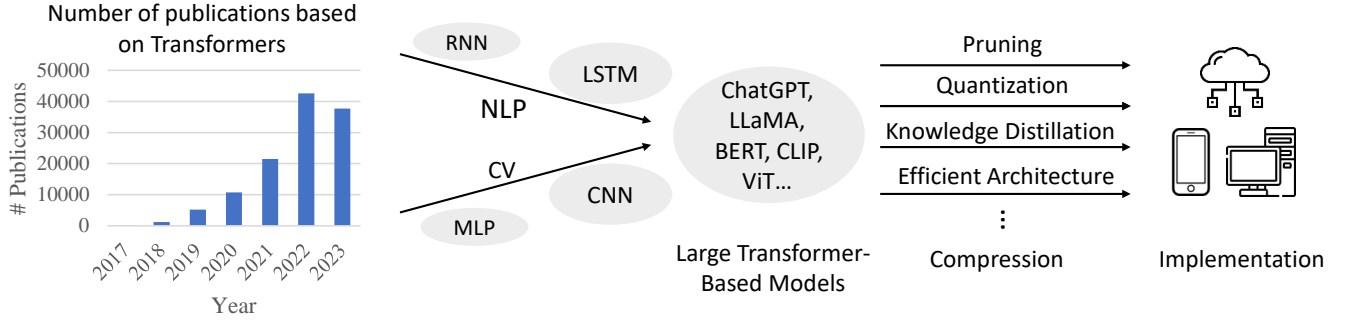 Number of publications based
on Transformers
50000
40000
30000
20000
10000
0
# Publications
2017
2018
2019
2020
2021
2022
2023
Year
RNN
LSTM
NLP
CV
CNN
MLP
ChatGPT,
LLaMA,
BERT, CLIP,
ViT...
Large Transformer-
Based Models
Pruning
Quantization
Knowledge Distillation
Efficient Architecture
Compression
Implementation